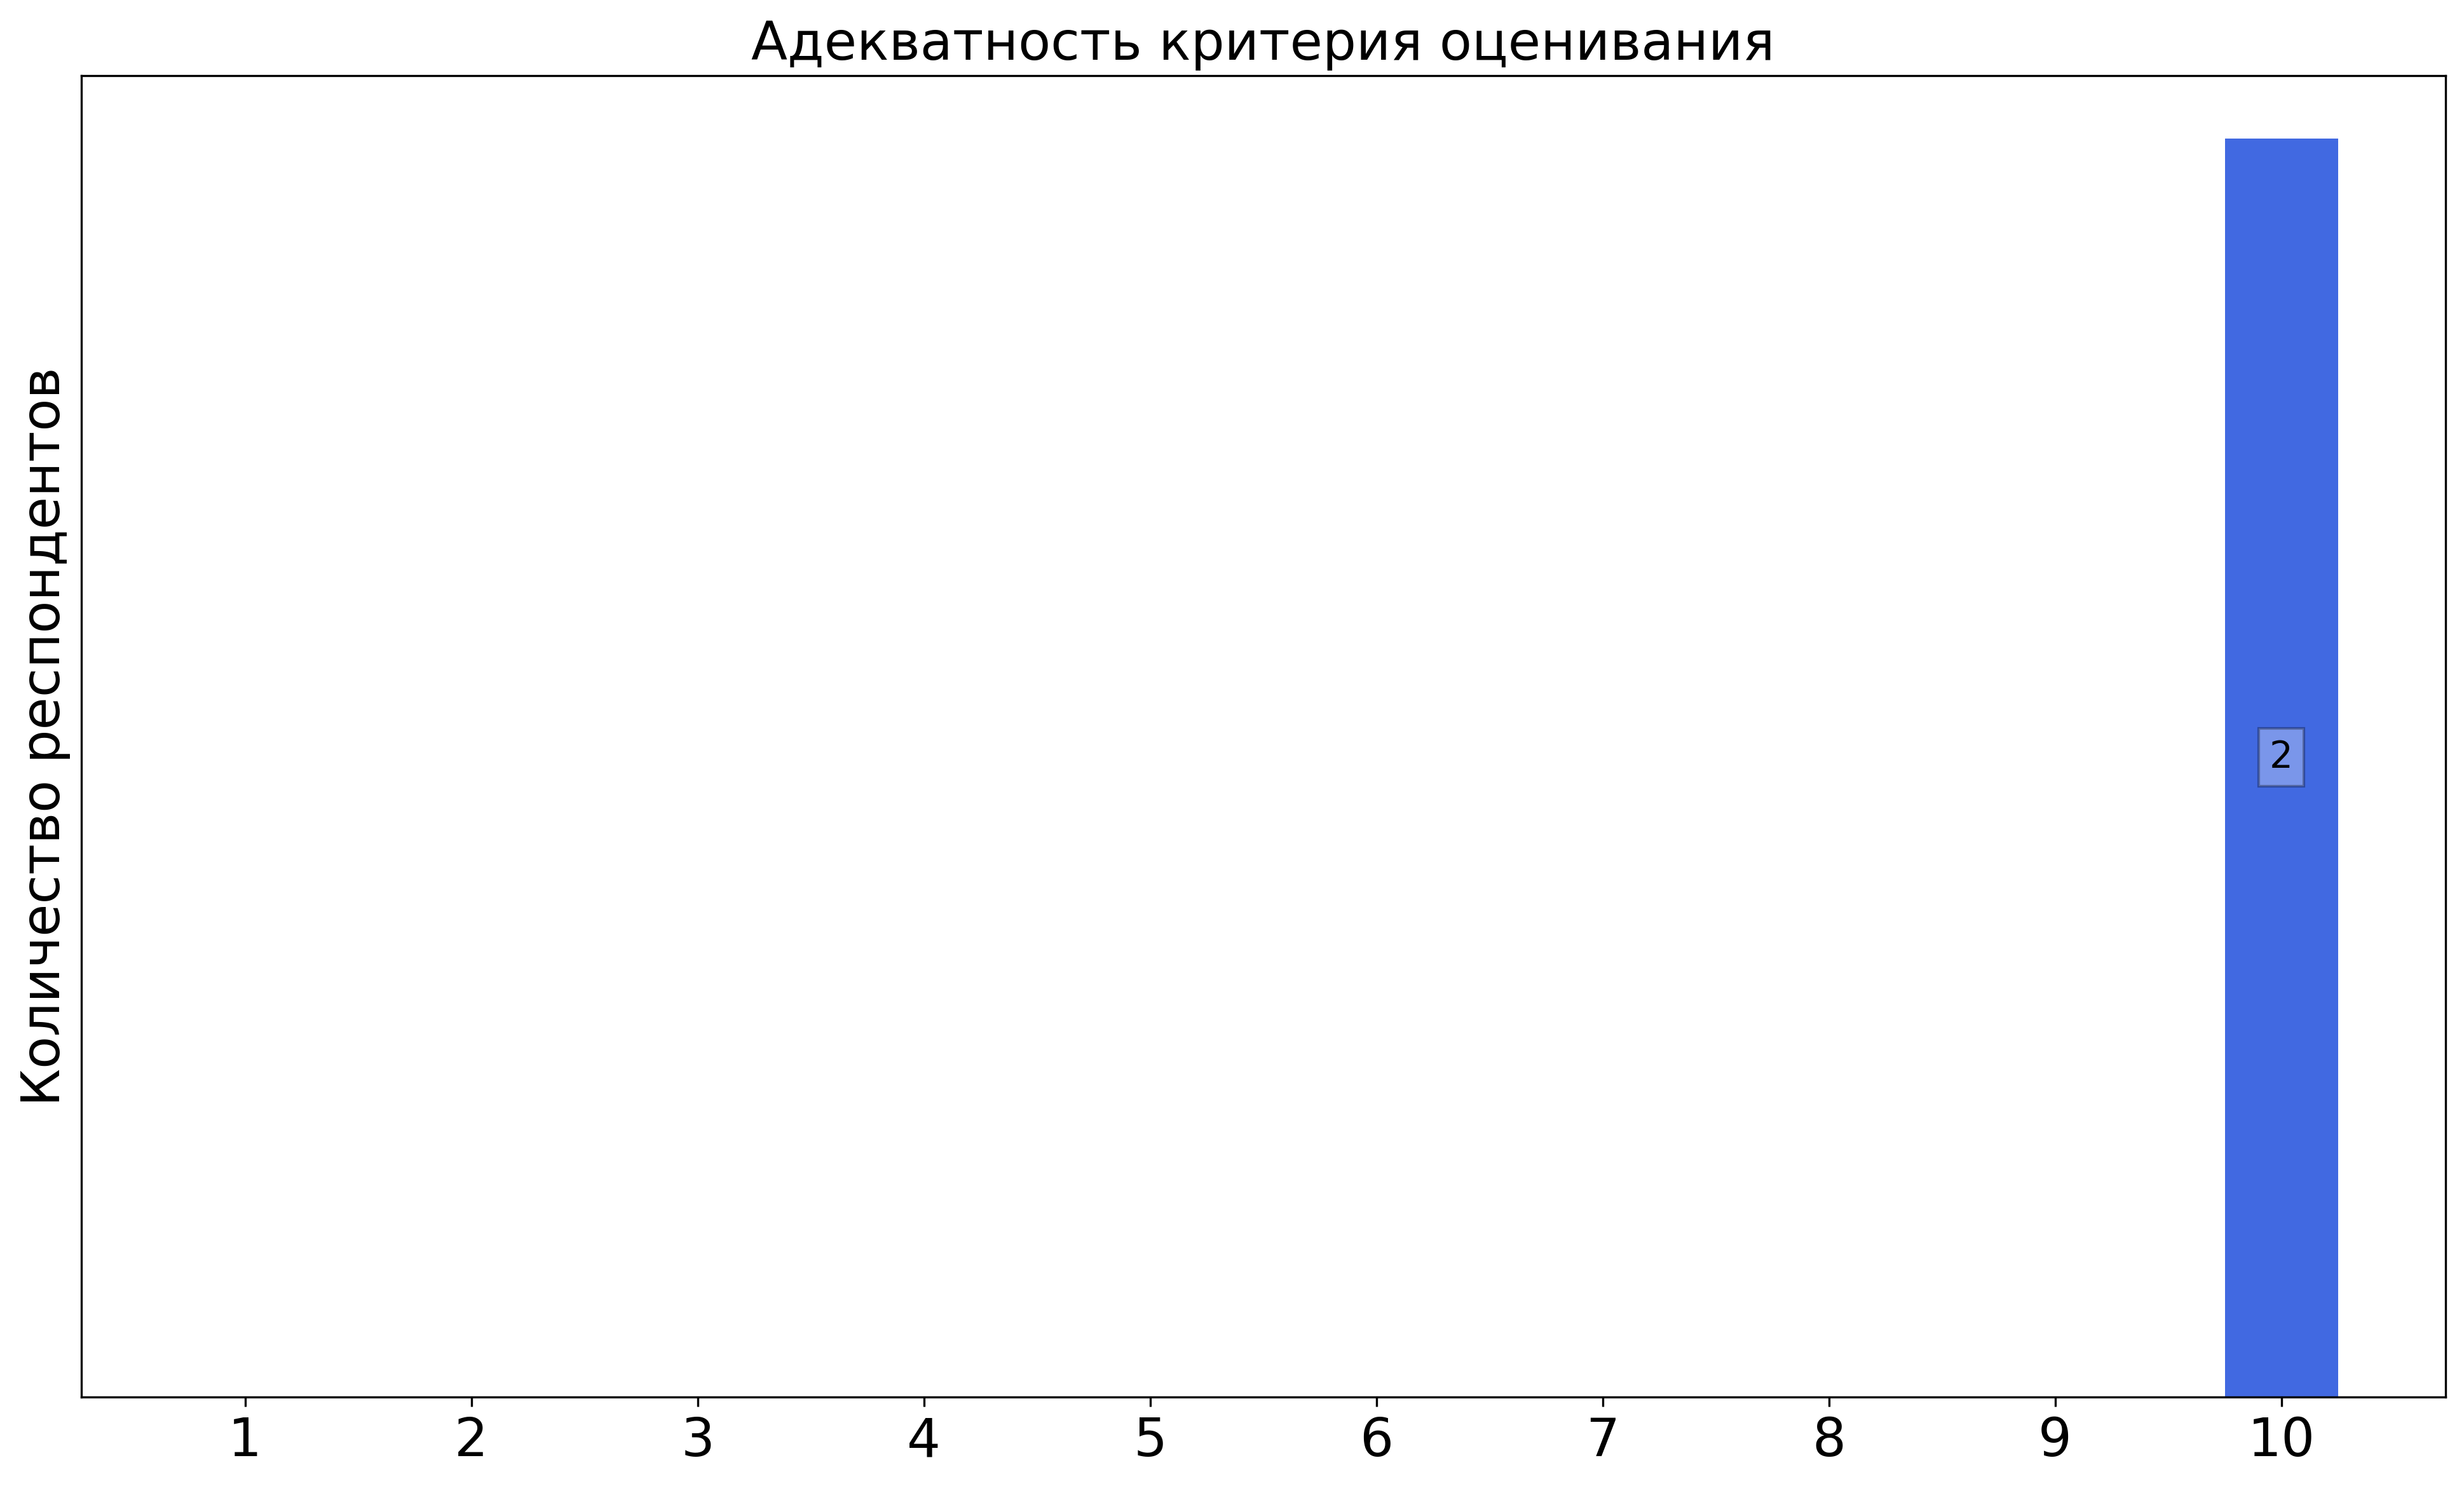 Адекватность критерия оценивания
Количество респондентов
2
1 2 3 4 5 6 7 8 9 10